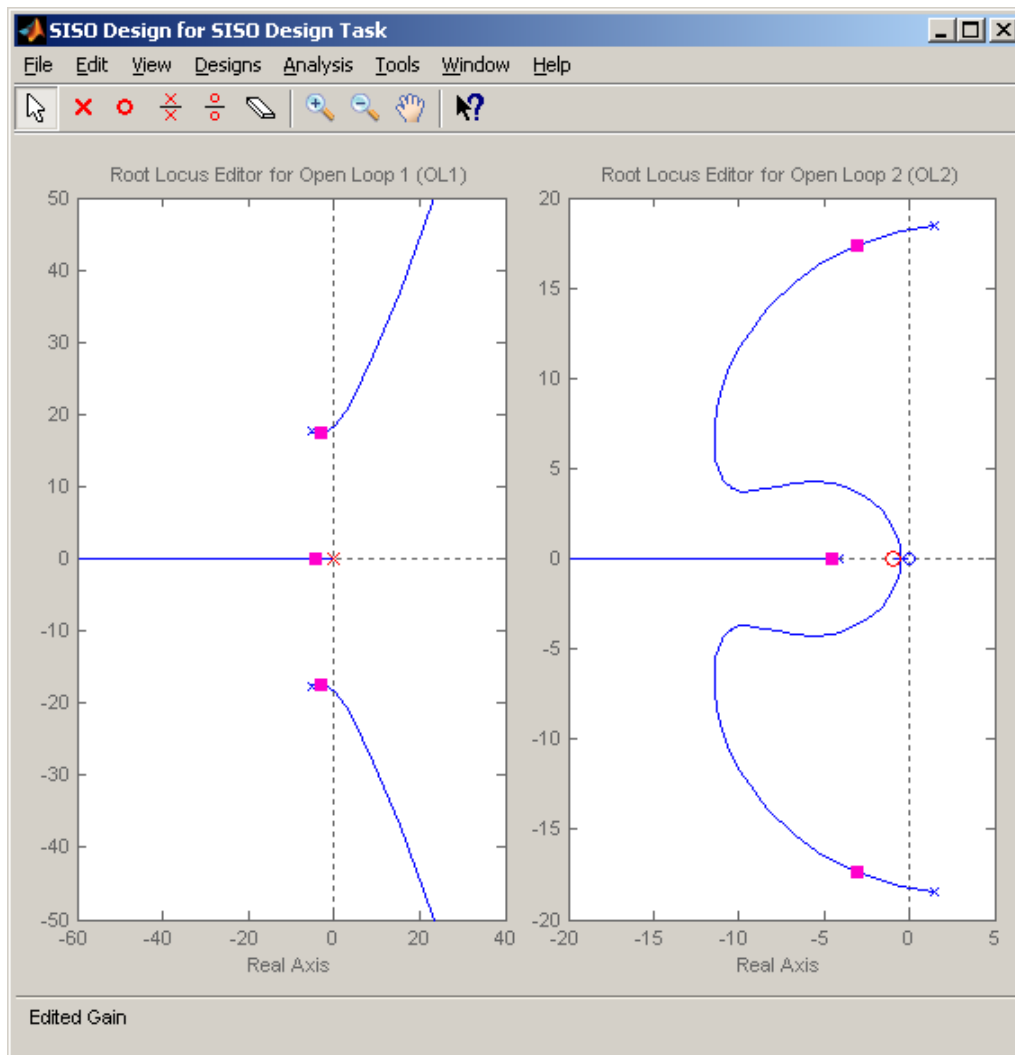 SISO Design for SISO Design Task
File Edit View Designs Analysis Tools Window Help
Root Locus Editor for Open Loop 1 (OL1)
50
40
30
20
10
0
-10
-20
-30
-40
-50
-60 -40 -20 0 20 40
Real Axis
Root Locus Editor for Open Loop 2 (OL2)
20
15
10
5
0
-5
-10
-15
-20
-20 -15 -10 -5 0 5
Real Axis
Edited Gain